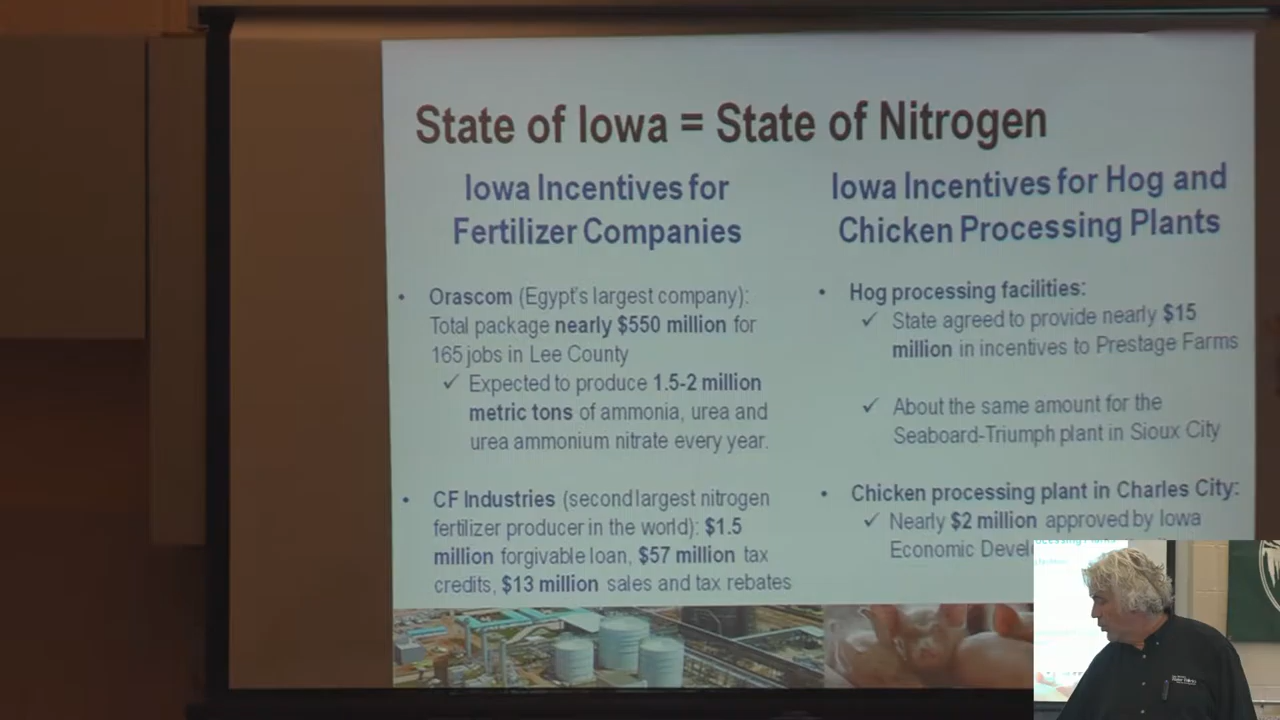 State of Iowa = State of Nitrogen
Iowa Incentives for
Fertilizer Companies
• Orascom (Egypt's largest company):
Total package nearly $550 million for
165 jobs in Lee County
✓ Expected to produce 1.5-2 million
metric tons of ammonia, urea and
urea ammonium nitrate every year.
• CF Industries (second largest nitrogen
fertilizer producer in the world): $1.5
million forgivable loan, $57 million tax
credits, $13 million sales and tax rebates
Iowa Incentives for Hog and
Chicken Processing Plants
• Hog processing facilities:
✓ State agreed to provide nearly $15
million in incentives to Prestage Farms
✓ About the same amount for the
Seaboard-Triumph plant in Sioux City
• Chicken processing plant in Charles City:
✓ Nearly $2 million approved by Iowa
Economic Devel